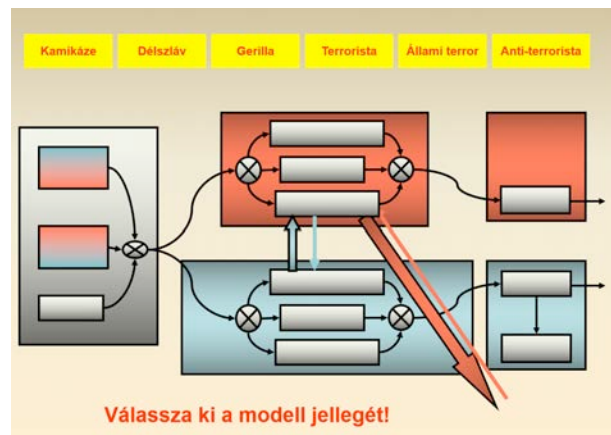 Kamikáze
Délszláv
Gerilla
Terrorista
Állami terror
Anti-terrorista
Válassza ki a modell jellegét!